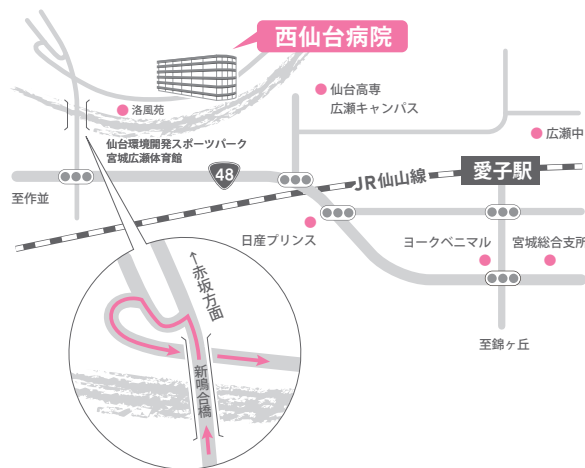 西仙台病院
仙台高専
広瀬キャンパス
洛風苑
広瀬中
仙台環境開発スポーツパーク
宮城広瀬体育館
48
JR仙山線
愛子駅
至作並
日産プリンス
ヨークベニマル
宮城総合支所
←赤坂方面
至錦ヶ丘
新鳴合橋